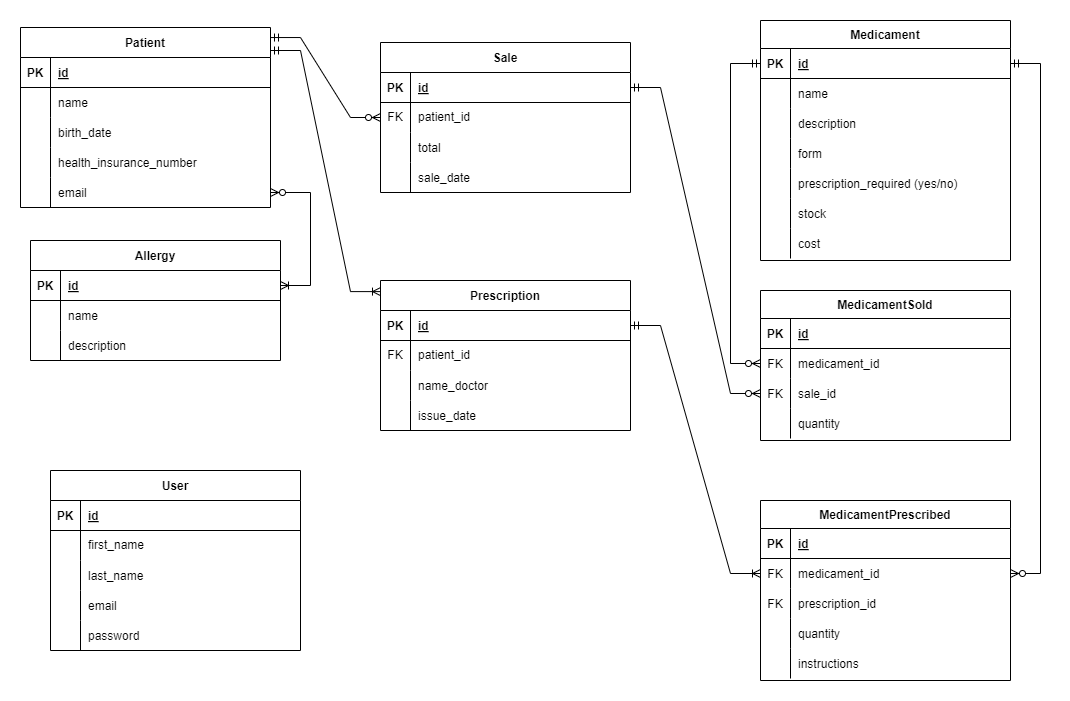 Patient
PK id
name
birth_date
health_insurance_number
email
Allergy
PK id
name
description
User
PK id
first_name
last_name
email
password
Sale
PK id
FK patient_id
total
sale_date
Prescription
PK id
FK patient_id
name_doctor
issue_date
Medicament
PK id
name
description
form
prescription_required (yes/no)
stock
cost
MedicamentSold
PK id
FK medicament_id
FK sale_id
quantity
MedicamentPrescribed
PK id
FK medicament_id
FK prescription_id
quantity
instructions